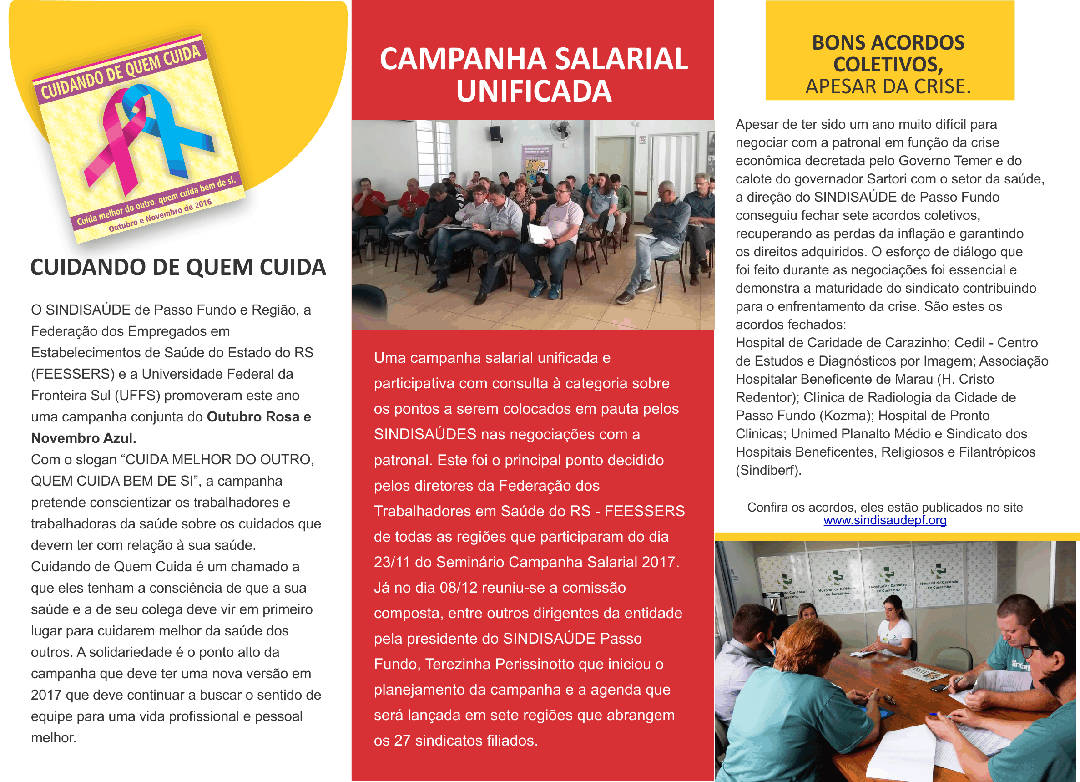 CUIDANDO DE QUEM CUIDA
Cuida melhor do outro, quem cuida bem de si.
Outubro e Novembro de 2016
CUIDANDO DE QUEM CUIDA
O SINDISAÚDE de Passo Fundo e Região, a
Federação dos Empregados em
Estabelecimentos de Saúde do Estado do RS
(FEESSERS) e a Universidade Federal da
Fronteira Sul (UFFS) promoveram este ano
uma campanha conjunta do Outubro Rosa e
Novembro Azul.
Com o slogan “CUIDA MELHOR DO OUTRO,
QUEM CUIDA BEM DE SI”, a campanha
pretende conscientizar os trabalhadores e
trabalhadoras da saúde sobre os cuidados que
devem ter com relação à sua saúde.
Cuidando de Quem Cuida é um chamado a
que eles tenham a consciência de que a sua
saúde e a de seu colega deve vir em primeiro
lugar para cuidarem melhor da saúde dos
outros. A solidariedade é o ponto alto da
campanha que deve ter uma nova versão em
2017 que deve continuar a buscar o sentido de
equipe para uma vida profissional e pessoal
melhor.
CAMPANHA SALARIAL
UNIFICADA
Uma campanha salarial unificada e
participativa com consulta à categoria sobre
os pontos a serem colocados em pauta pelos
SINDISAÚDES nas negociações com a
patronal. Este foi o principal ponto decidido
pelos diretores da Federação dos
Trabalhadores em Saúde do RS - FEESSERS
de todas as regiões que participaram do dia
23/11 do Seminário Campanha Salarial 2017.
Já no dia 08/12 reuniu-se a comissão
composta, entre outros dirigentes da entidade
pela presidente do SINDISAÚDE Passo
Fundo, Terezinha Perissinotto que iniciou o
planejamento da campanha e a agenda que
será lançada em sete regiões que abrangem
os 27 sindicatos filiados.
BONS ACORDOS
COLETIVOS,
APESAR DA CRISE.
Apesar de ter sido um ano muito difícil para
negociar com a patronal em função da crise
econômica decretada pelo Governo Temer e do
calote do governador Sartori com o setor da saúde,
a direção do SINDISAÚDE de Passo Fundo
conseguiu fechar sete acordos coletivos,
recuperando as perdas da inflação e garantindo
os direitos adquiridos. O esforço de diálogo que
foi feito durante as negociações foi essencial e
demonstra a maturidade do sindicato contribuindo
para o enfrentamento da crise. São estes os
acordos fechados:
Hospital de Caridade de Carazinho; Cedil - Centro
de Estudos e Diagnósticos por Imagem; Associação
Hospitalar Beneficente de Marau (H. Cristo
Redentor); Clinica de Radiologia da Cidade de
Passo Fundo (Kozma); Hospital de Pronto
Clinicas; Unimed Planalto Médio e Sindicato dos
Hospitais Beneficentes, Religiosos e Filantrópicos
(Sindiberf).
Confira os acordos, eles estão publicados no site
www.sindisaudepf.org